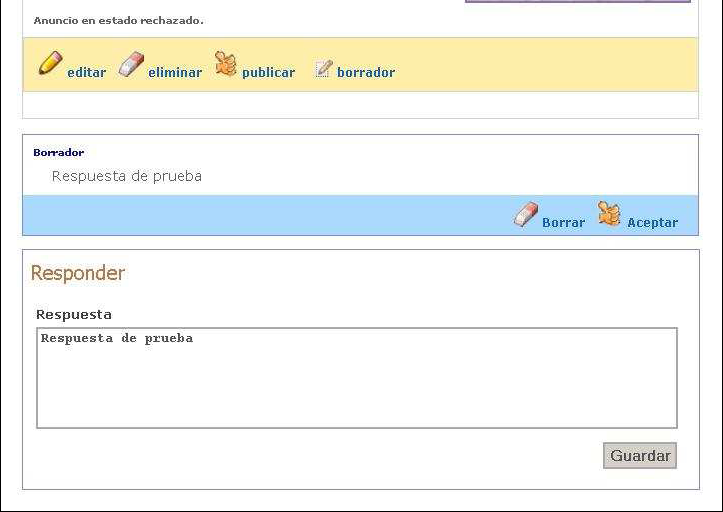 Anuncio en estado rechazado.
editar eliminar publicar borrador
Borrador
Respuesta de prueba
Borrar Aceptar
Responder
Respuesta
Respuesta de prueba
Guardar